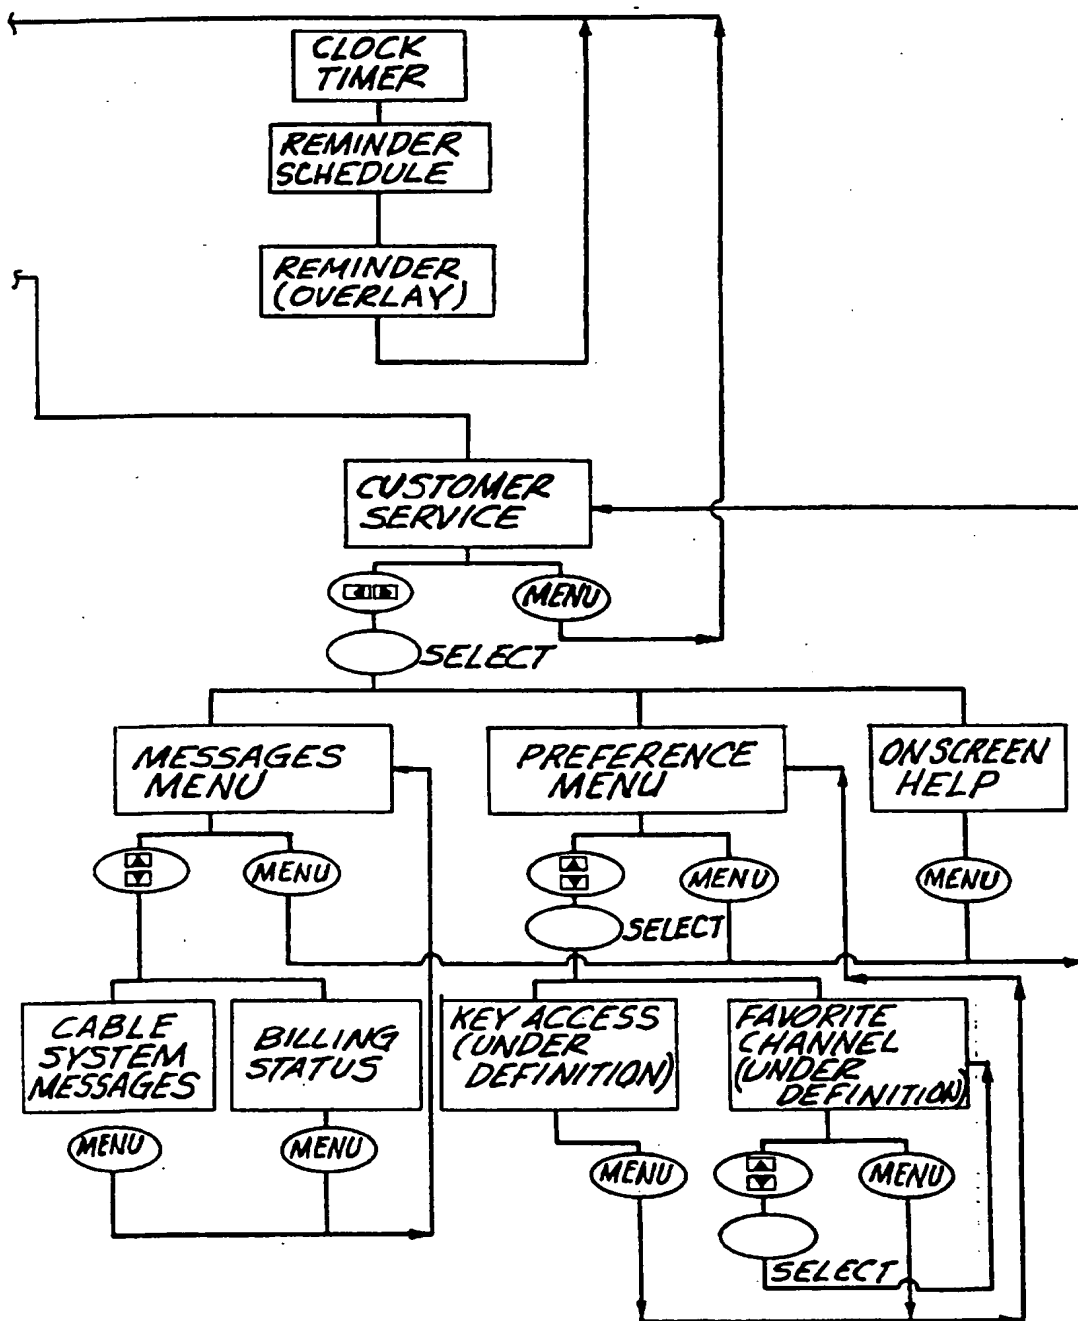 CLOCK
TIMER
REMINDER
SCHEDULE
REMINDER
(OVERLAY)
CUSTOMER
SERVICE
MENU
SELECT
MESSAGES
MENU
PREFERENCE
MENU
ON SCREEN
HELP
MENU
MENU
MENU
SELECT
CABLE
SYSTEM
MESSAGES
BILLING
STATUS
KEY ACCESS
(UNDER
DEFINITION)
FAVORITE
CHANNEL
(UNDER
DEFINITION)
MENU
MENU
MENU
MENU
SELECT